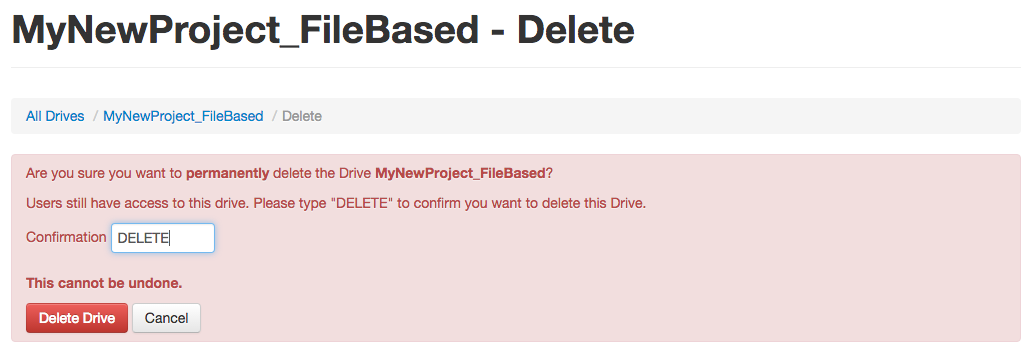 MyNewProject_FileBased - Delete
All Drives / MyNewProject_FileBased / Delete
Are you sure you want to permanently delete the Drive MyNewProject_FileBased?
Users still have access to this drive. Please type "DELETE" to confirm you want to delete this Drive.
Confirmation DELETE
This cannot be undone.
Delete Drive Cancel